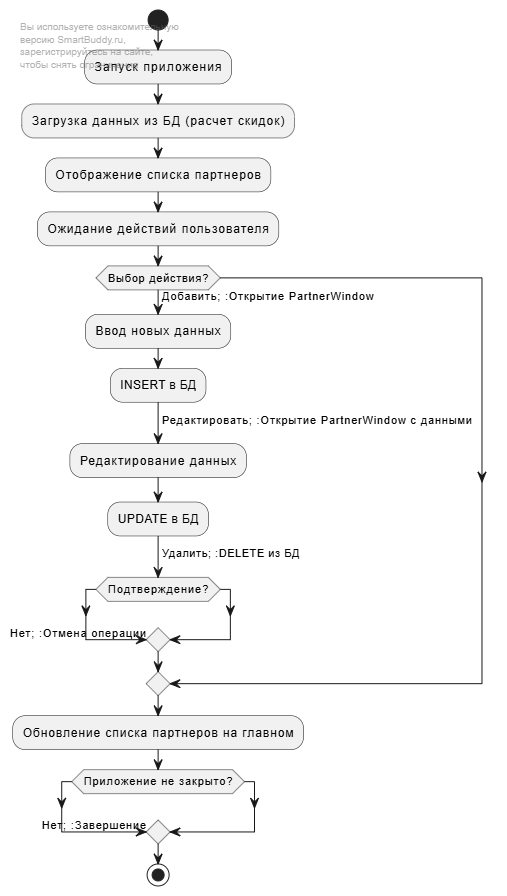 Вы используете ознакомительную
версию SmartBuddy.ru,
зарегистрируйтесь на сайте,
чтобы снять ограничения
Запуск приложения
Загрузка данных из БД (расчет скидок)
Отображение списка партнеров
Ожидание действий пользователя
Выбор действия?
Добавить; :Открытие PartnerWindow
Ввод новых данных
INSERT в БД
Редактировать; :Открытие PartnerWindow с данными
Редактирование данных
UPDATE в БД
Удалить; :DELETE из БД
Подтверждение?
Нет; :Отмена операции
Обновление списка партнеров на главном
Приложение не закрыто?
Нет; :Завершение